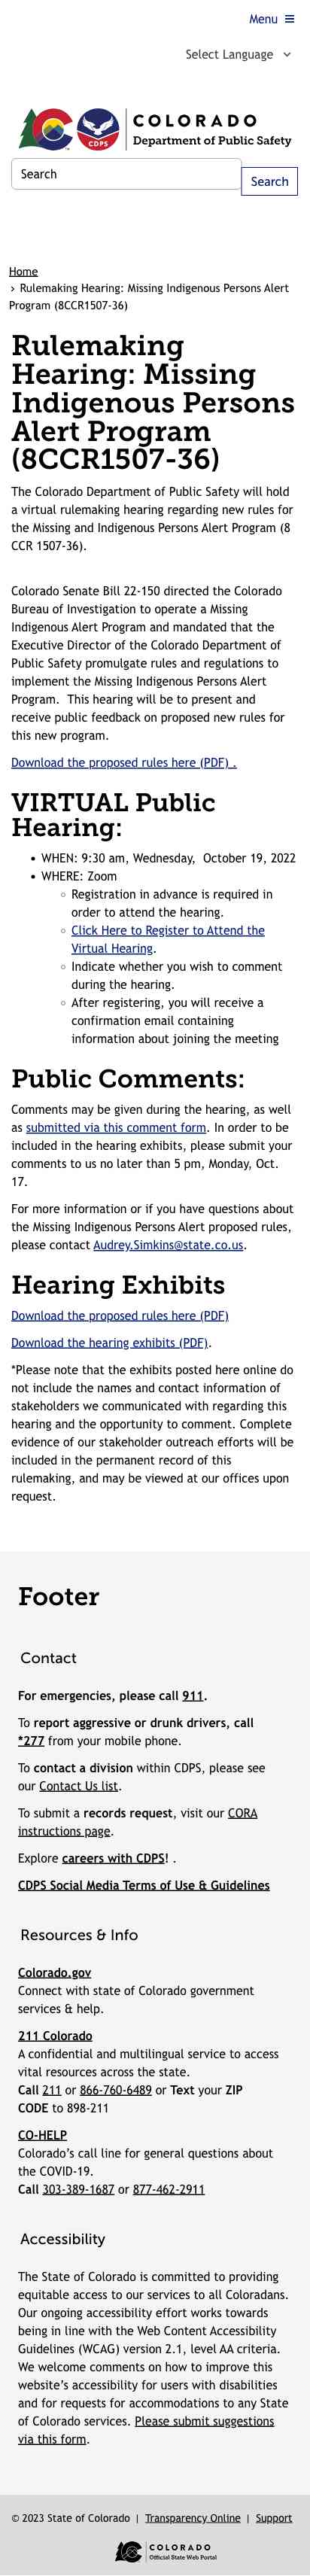 Menu
Select Language
CDPS
COLORADO
Department of Public Safety
Search
Search
Home
› Rulemaking Hearing: Missing Indigenous Persons Alert
Program (8CCR1507-36)
Rulemaking
Hearing: Missing
Indigenous Persons
Alert Program
(8CCR1507-36)
The Colorado Department of Public Safety will hold
a virtual rulemaking hearing regarding new rules for
the Missing and Indigenous Persons Alert Program (8
CCR 1507-36).
Colorado Senate Bill 22-150 directed the Colorado
Bureau of Investigation to operate a Missing
Indigenous Alert Program and mandated that the
Executive Director of the Colorado Department of
Public Safety promulgate rules and regulations to
implement the Missing Indigenous Persons Alert
Program.  This hearing will be to present and
receive public feedback on proposed new rules for
this new program.
Download the proposed rules here (PDF) .
VIRTUAL Public
Hearing:
• WHEN: 9:30 am, Wednesday,  October 19, 2022
• WHERE: Zoom
◦ Registration in advance is required in
order to attend the hearing.
◦ Click Here to Register to Attend the
Virtual Hearing.
◦ Indicate whether you wish to comment
during the hearing.
◦ After registering, you will receive a
confirmation email containing
information about joining the meeting
Public Comments:
Comments may be given during the hearing, as well
as submitted via this comment form. In order to be
included in the hearing exhibits, please submit your
comments to us no later than 5 pm, Monday, Oct.
17.
For more information or if you have questions about
the Missing Indigenous Persons Alert proposed rules,
please contact Audrey.Simkins@state.co.us.
Hearing Exhibits
Download the proposed rules here (PDF)
Download the hearing exhibits (PDF).
*Please note that the exhibits posted here online do
not include the names and contact information of
stakeholders we communicated with regarding this
hearing and the opportunity to comment. Complete
evidence of our stakeholder outreach efforts will be
included in the permanent record of this
rulemaking, and may be viewed at our offices upon
request.
Footer
Contact
For emergencies, please call 911.
To report aggressive or drunk drivers, call
*277 from your mobile phone.
To contact a division within CDPS, please see
our Contact Us list.
To submit a records request, visit our CORA
instructions page.
Explore careers with CDPS! .
CDPS Social Media Terms of Use & Guidelines
Resources & Info
Colorado.gov
Connect with state of Colorado government
services & help.
211 Colorado
A confidential and multilingual service to access
vital resources across the state.
Call 211 or 866-760-6489 or Text your ZIP
CODE to 898-211
CO-HELP
Colorado’s call line for general questions about
the COVID-19.
Call 303-389-1687 or 877-462-2911
Accessibility
The State of Colorado is committed to providing
equitable access to our services to all Coloradans.
Our ongoing accessibility effort works towards
being in line with the Web Content Accessibility
Guidelines (WCAG) version 2.1, level AA criteria.
We welcome comments on how to improve this
website’s accessibility for users with disabilities
and for requests for accommodations to any State
of Colorado services. Please submit suggestions
via this form.
© 2023 State of Colorado | Transparency Online | Support
COLORADO
Official State Web Portal